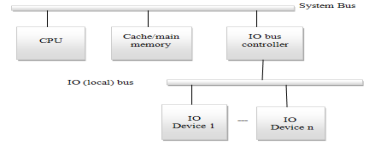 System Bus
CPU
Cache/main
memory
IO bus
controller
IO (local) bus
IO
Device 1
---
IO
Device n